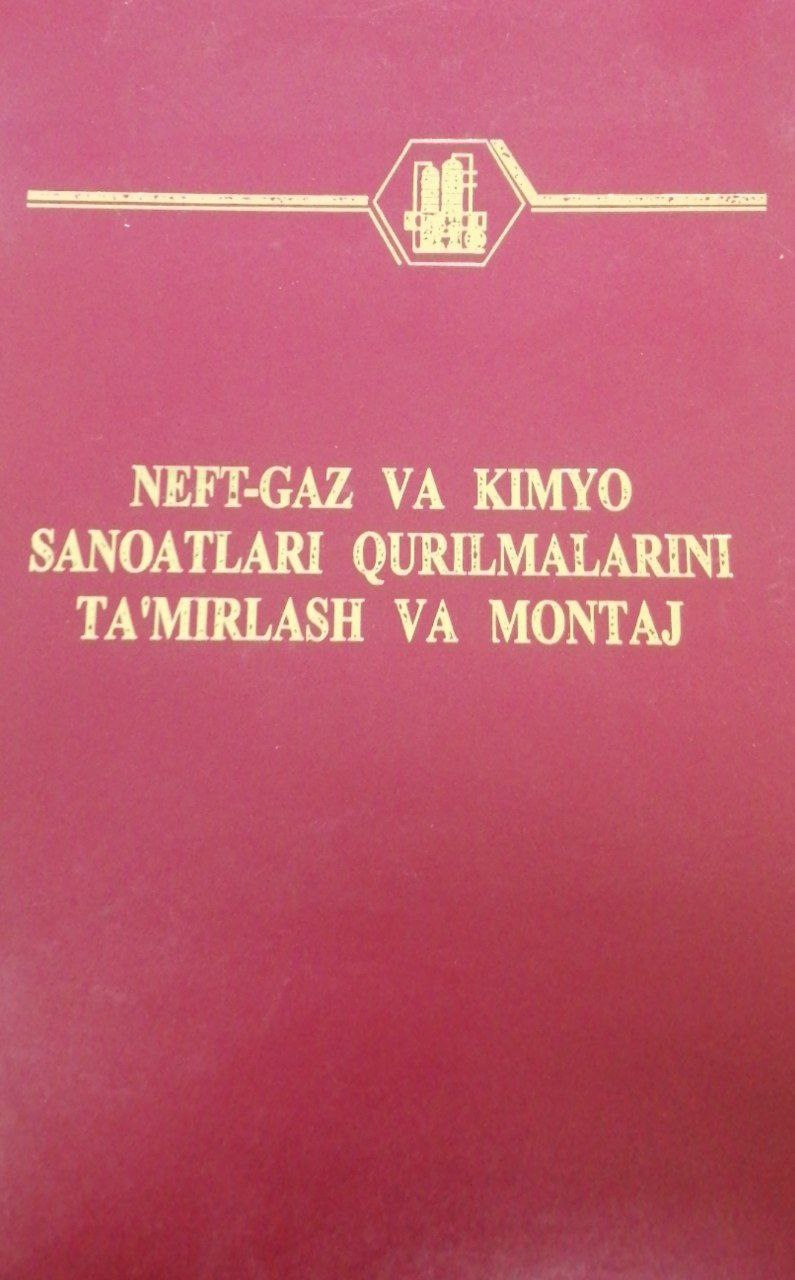 NEFT-GAZ VA KIMYO
SANOATLARI QURILMALARINI
TA'MIRLASH VA MONTAJ